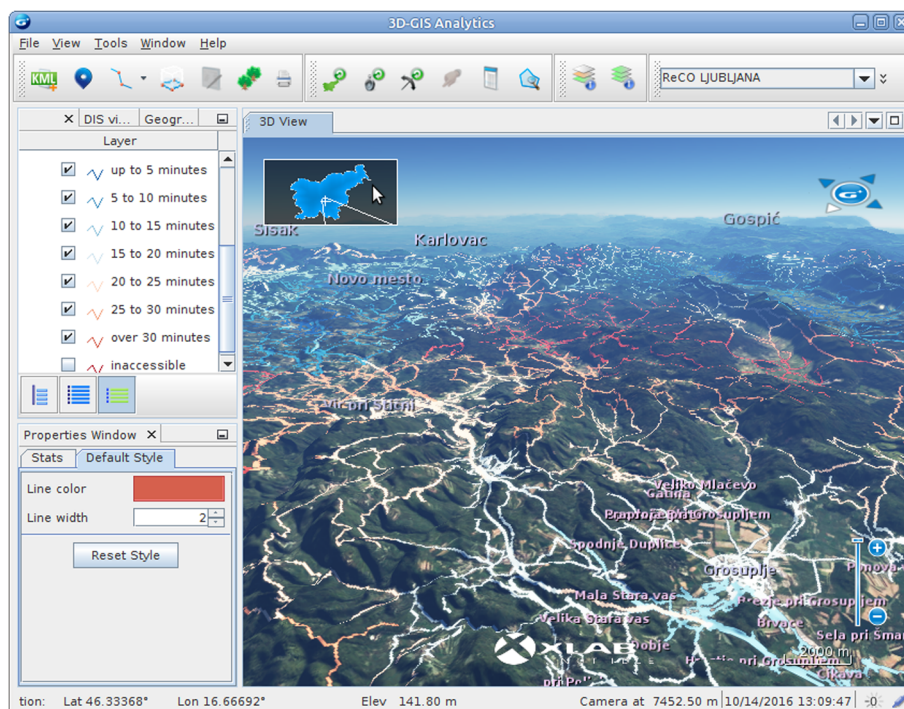 3D-GIS Analytics
File View Tools Window Help
KML
ReCO LJUBLJANA
DIS vi... Geogr...
3D View
Layer
up to 5 minutes
5 to 10 minutes
10 to 15 minutes
15 to 20 minutes
20 to 25 minutes
25 to 30 minutes
over 30 minutes
inaccessible
Properties Window
Stats Default Style
Line color
Line width 2
Reset Style
Gospić
Sisak
Karlovac
Novo mesto
Veliko Mlačevo
Gatina
Spodnje Duplice
Grosuplje
Mala Stara vas
Brezje pri Grosupljem
Velika Stara vas
Brvace
Sela pri Šmar
XLAB
2000 m
Cikava
tion: Lat 46.33368° Lon 16.66692° Elev 141.80 m Camera at 7452.50 m 10/14/2016 13:09:47